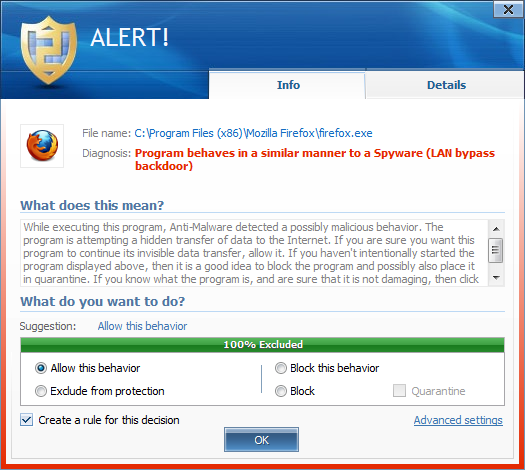 ALERT!
Info
Details
File name: C:\Program Files (x86)\Mozilla Firefox\firefox.exe
Diagnosis: Program behaves in a similar manner to a Spyware (LAN bypass
backdoor)
What does this mean?
While executing this program, Anti-Malware detected a possibly malicious behavior. The
program is attempting a hidden transfer of data to the Internet. If you are sure you want this
program to continue its invisible data transfer, allow it. If you haven't intentionally started the
program displayed above, then it is a good idea to block the program and possibly also place it
in quarantine. If you know what the program is, and are sure that it is not damaging, then click
What do you want to do?
Suggestion: Allow this behavior
100% Excluded
Allow this behavior
Block this behavior
Exclude from protection
Block
Quarantine
Create a rule for this decision
Advanced settings
OK